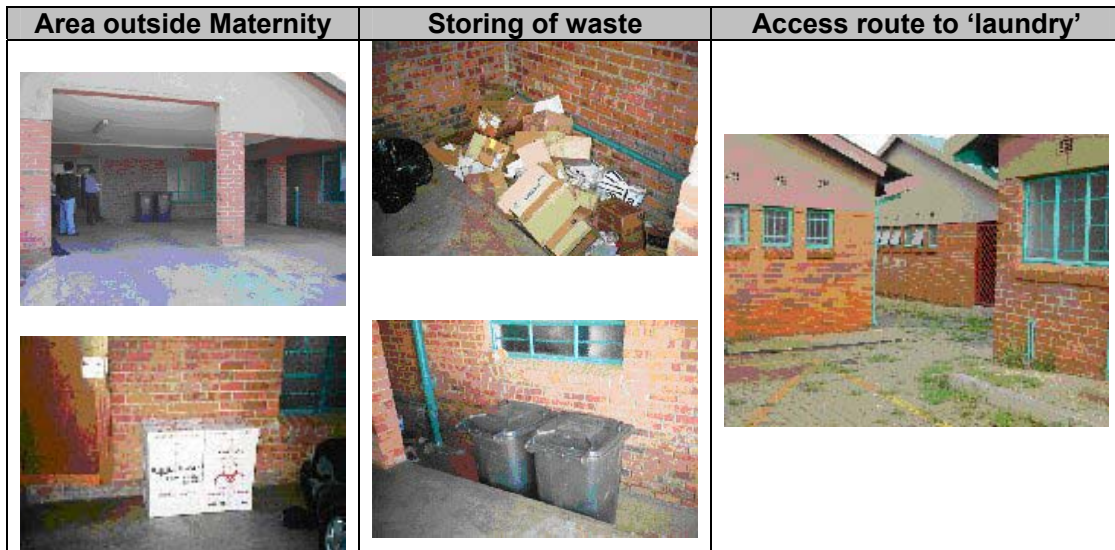 Area outside Maternity
Storing of waste
Access route to ‘laundry’